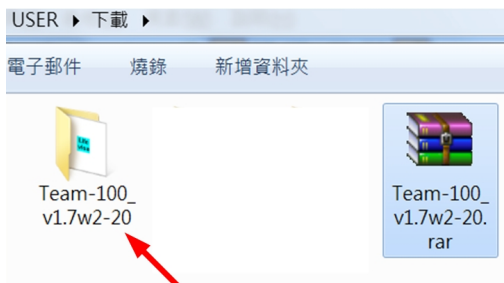 USER ▸ 下載 ▸
電子郵件 燒錄 新增資料夾
Team-100_
v1.7w2-20
Team-100_
v1.7w2-20.
rar